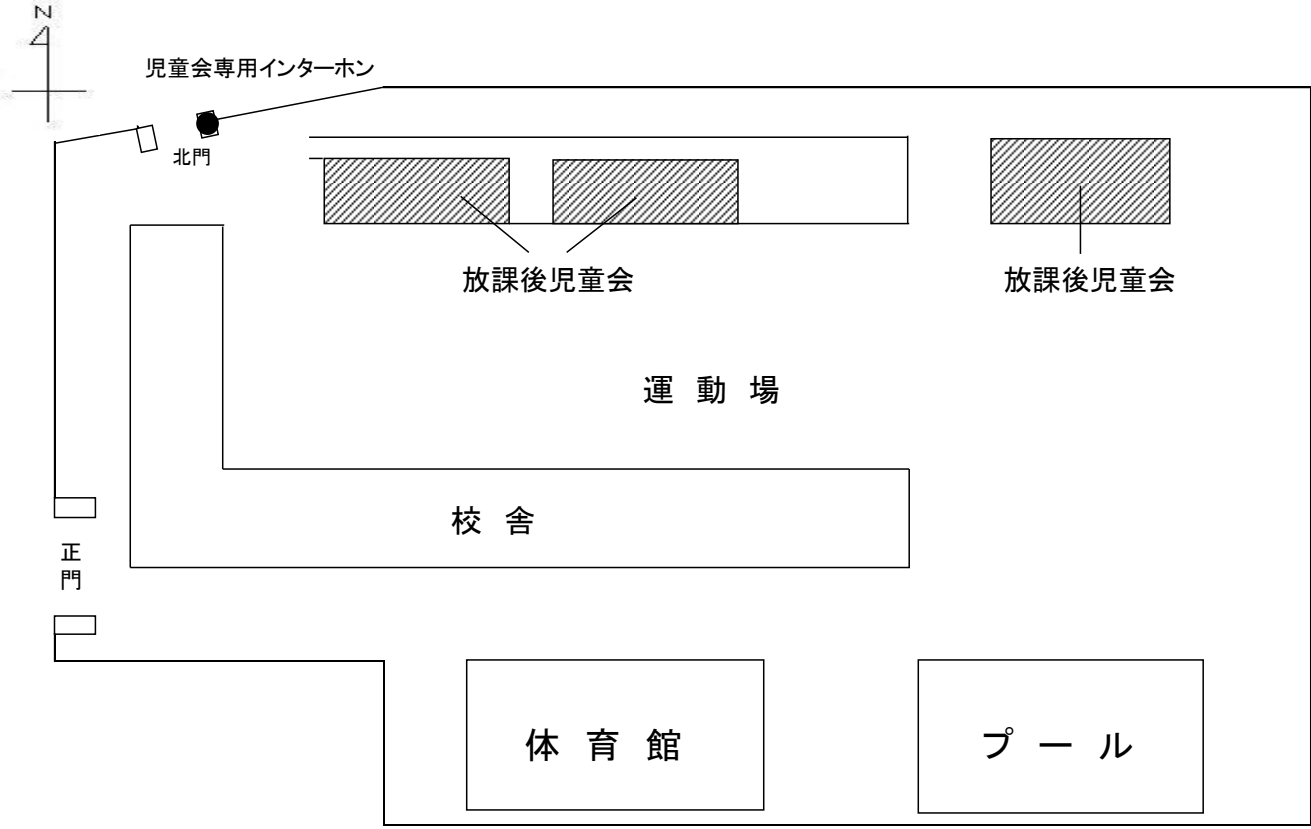 N
児童会専用インターホン
北門
放課後児童会
放課後児童会
運動場
校舎
正
門
体育館
プール